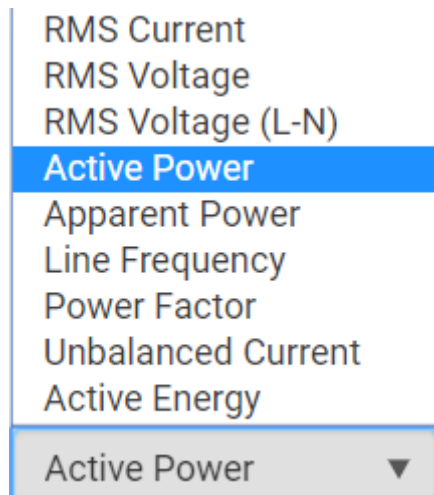 RMS Current
RMS Voltage
RMS Voltage (L-N)
Active Power
Apparent Power
Line Frequency
Power Factor
Unbalanced Current
Active Energy
Active Power